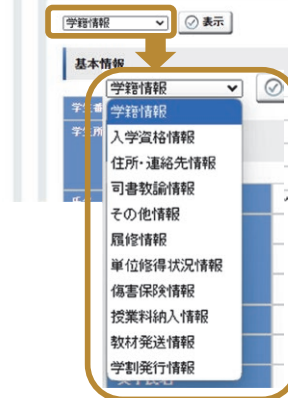 学籍情報
表示
基本情報
学籍情報
学籍情報
入学資格情報
住所・連絡先情報
司書教諭情報
その他情報
履修情報
単位修得状況情報
傷害保険情報
授業料納入情報
教材発送情報
学割発行情報